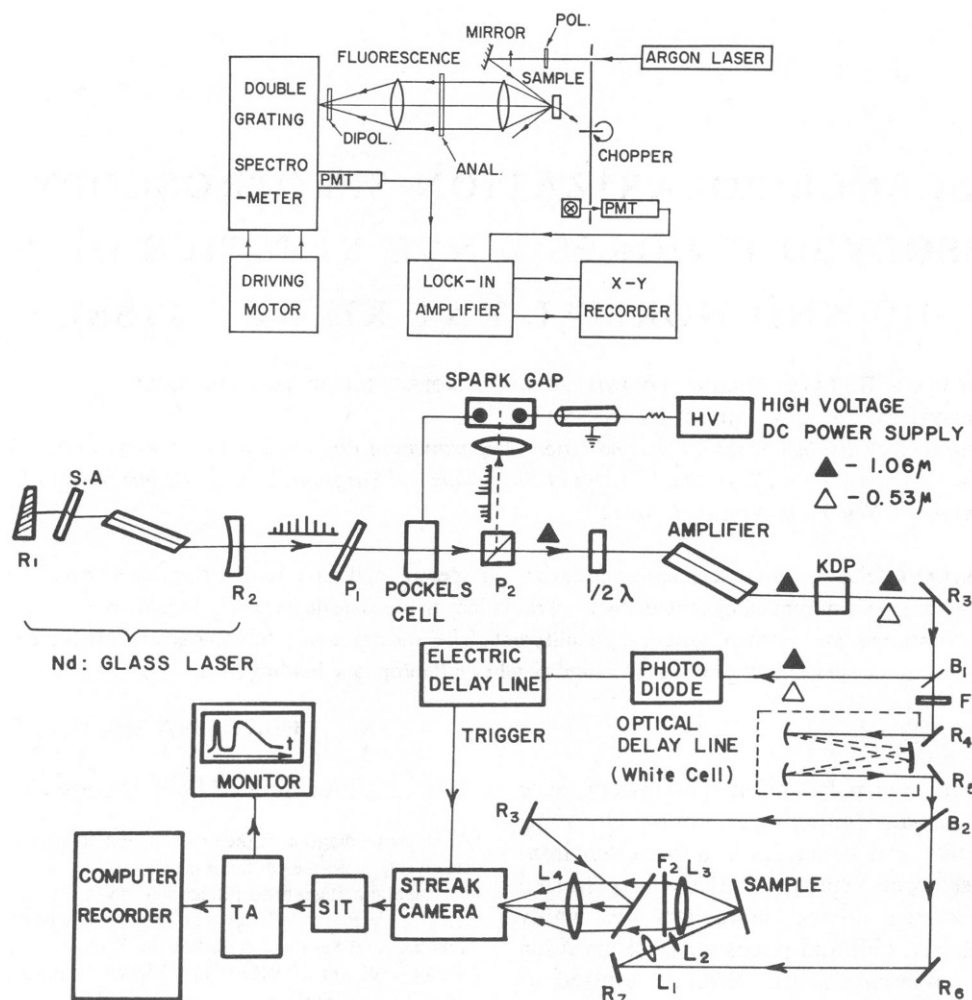 POL.
MIRROR
ARGON LASER
FLUORESCENCE
SAMPLE
DOUBLE
GRATING
SPECTRO
-METER
DIPOL.
ANAL.
CHOPPER
PMT
PMT
DRIVING
MOTOR
LOCK-IN
AMPLIFIER
X-Y
RECORDER
SPARK GAP
HV
HIGH VOLTAGE
DC POWER SUPPLY
▲ - 1.06μ
△ - 0.53μ
S.A
R1
R2
P1
POCKELS
CELL
P2
1/2 λ
AMPLIFIER
KDP
R3
Nd: GLASS LASER
ELECTRIC
DELAY LINE
PHOTO
DIODE
B1
F
TRIGGER
OPTICAL
DELAY LINE
(White Cell)
R4
R5
t
MONITOR
R3
B2
COMPUTER
RECORDER
TA
SIT
STREAK
CAMERA
L4
F2
L3
SAMPLE
L2
L1
R7
R6